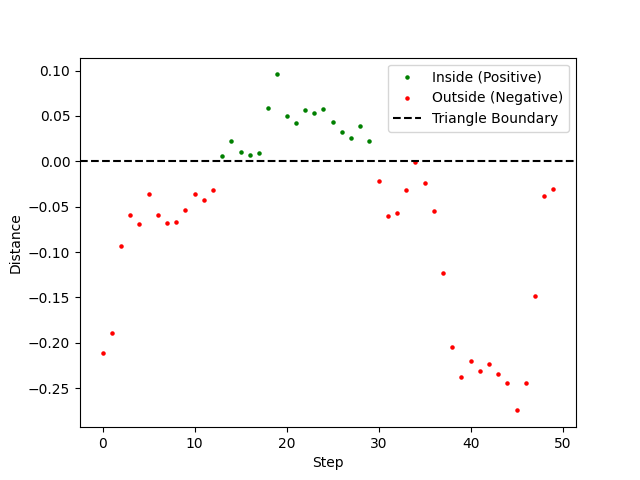 0.10
0.05
0.00
−0.05
−0.10
−0.15
−0.20
−0.25
Distance
Inside (Positive)
Outside (Negative)
Triangle Boundary
0 10 20 30 40 50
Step